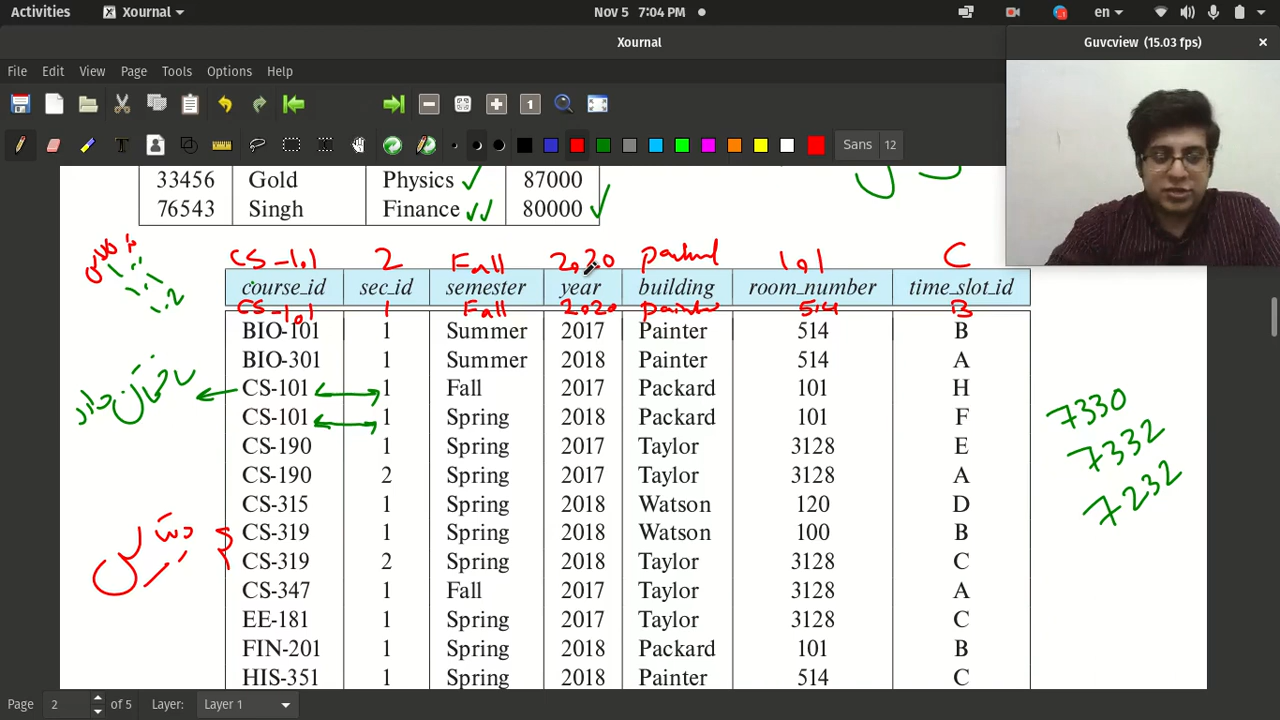 Activities Xournal Nov 5 7:04 PM en
Xournal
Guvcview (15.03 fps)
File Edit View Page Tools Options Help
Sans 12
33456 Gold Physics 87000
76543 Singh Finance 80000
CS-101 2 Fall 2020 packard 101 C
course_id sec_id semester year building room_number time_slot_id
CS-101 1 Fall 2020 painter 514 B
BIO-101 1 Summer 2017 Painter 514 B
BIO-301 1 Summer 2018 Painter 514 A
CS-101 1 Fall 2017 Packard 101 H
CS-101 1 Spring 2018 Packard 101 F
CS-190 1 Spring 2017 Taylor 3128 E
CS-190 2 Spring 2017 Taylor 3128 A
CS-315 1 Spring 2018 Watson 120 D
CS-319 1 Spring 2018 Watson 100 B
CS-319 2 Spring 2018 Taylor 3128 C
CS-347 1 Fall 2017 Taylor 3128 A
EE-181 1 Spring 2017 Taylor 3128 C
FIN-201 1 Spring 2018 Packard 101 B
HIS-351 1 Spring 2018 Painter 514 C
7330
7332
7232
Page 2 of 5 Layer: Layer 1